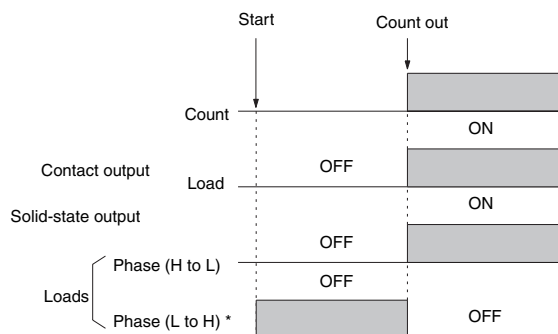 Start
Count out
Count
ON
Contact output
OFF
Load
ON
Solid-state output
OFF
Phase (H to L)
OFF
Loads
Phase (L to H) *
OFF